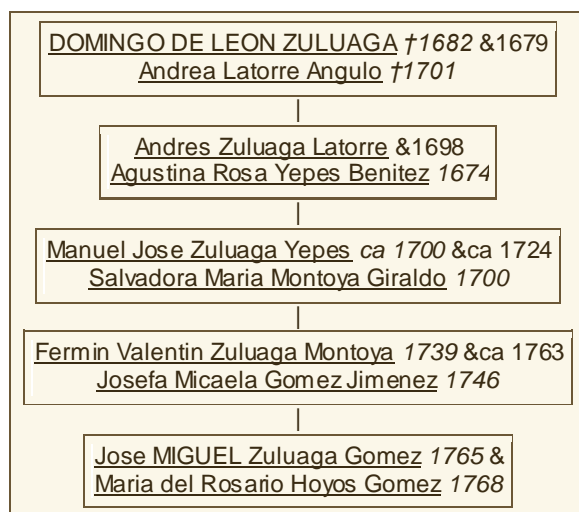 DOMINGO DE LEON ZULUAGA †1682 &1679
Andrea Latorre Angulo †1701
Andres Zuluaga Latorre &1698
Agustina Rosa Yepes Benitez 1674
Manuel Jose Zuluaga Yepes ca 1700 &ca 1724
Salvadora Maria Montoya Giraldo 1700
Fermin Valentin Zuluaga Montoya 1739 &ca 1763
Josefa Micaela Gomez Jimenez 1746
Jose MIGUEL Zuluaga Gomez 1765 &
Maria del Rosario Hoyos Gomez 1768